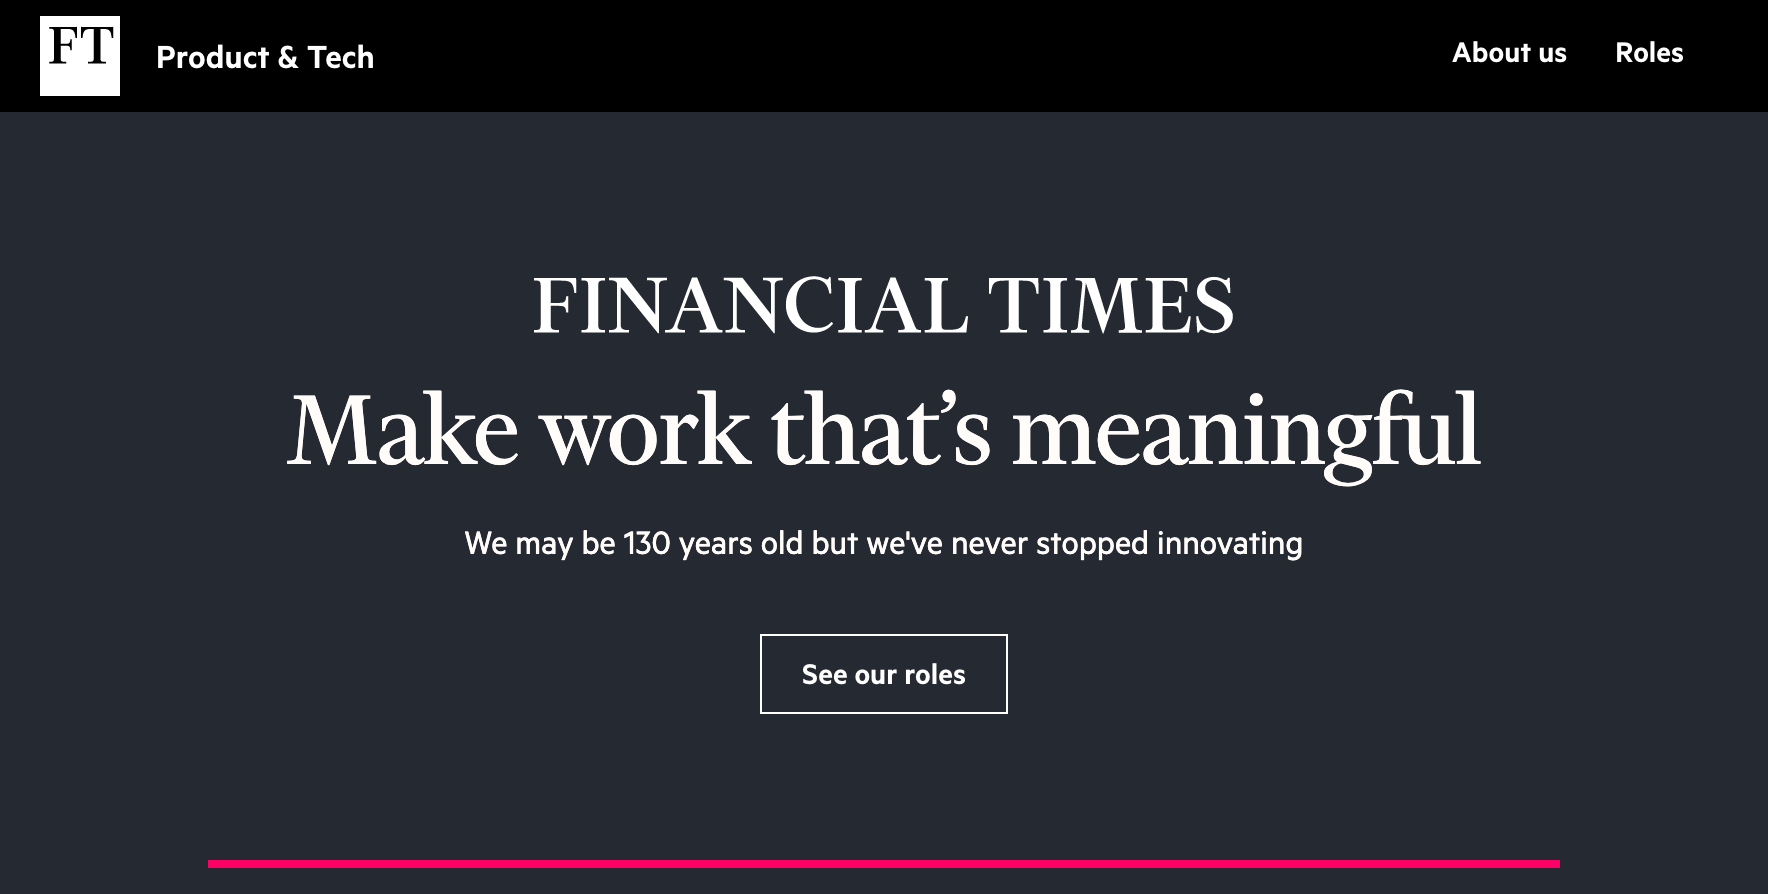 FT
Product & Tech
About us
Roles
FINANCIAL TIMES
Make work that’s meaningful
We may be 130 years old but we've never stopped innovating
See our roles